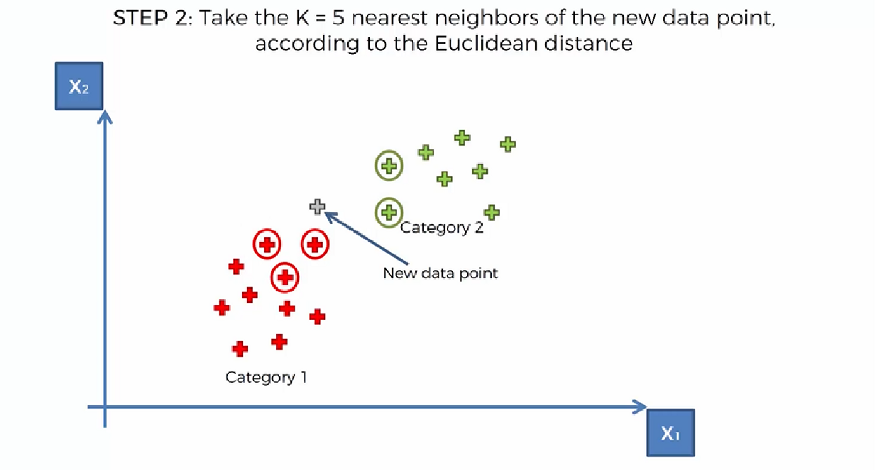 STEP 2: Take the K = 5 nearest neighbors of the new data point,
according to the Euclidean distance
X₂
Category 2
New data point
Category 1
X₁